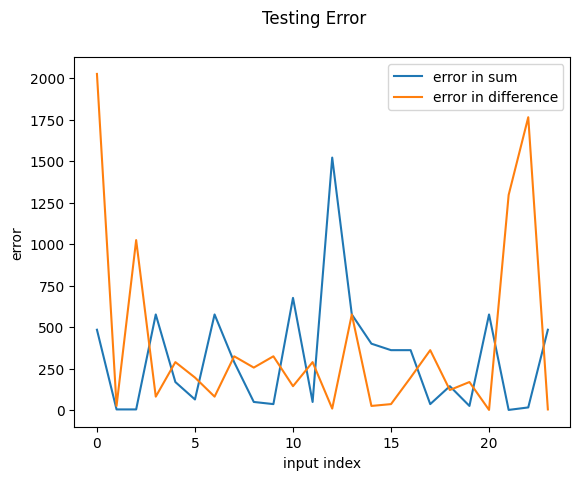 Testing Error
error in sum
error in difference
2000
1750
1500
1250
1000
750
500
250
0
error
0 5 10 15 20
input index